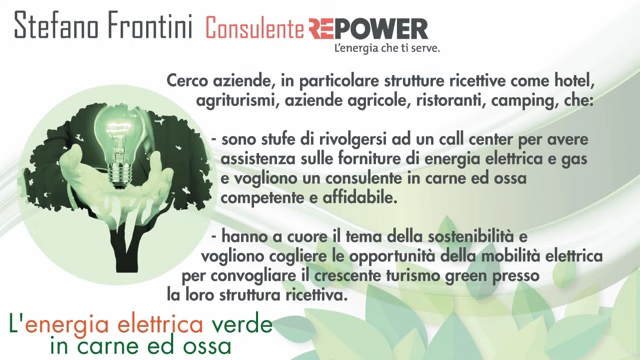 Stefano Frontini Consulente REPOWER
L'energia che ti serve.
Cerco aziende, in particolare strutture ricettive come hotel,
agriturismi, aziende agricole, ristoranti, camping, che:
- sono stufe di rivolgersi ad un call center per avere
assistenza sulle forniture di energia elettrica e gas
e vogliono un consulente in carne ed ossa
competente e affidabile.
- hanno a cuore il tema della sostenibilità e
vogliono cogliere le opportunità della mobilità elettrica
per convogliare il crescente turismo green presso
la loro struttura ricettiva.
L'energia elettrica verde
in carne ed ossa